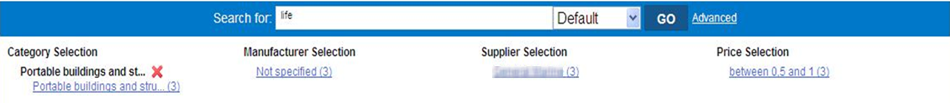 Search for: life Default GO Advanced
Category Selection Manufacturer Selection Supplier Selection Price Selection
Portable buildings and st... Not specified (3) (3) between 0,5 and 1 (3)
Portable buildings and stru... (3)